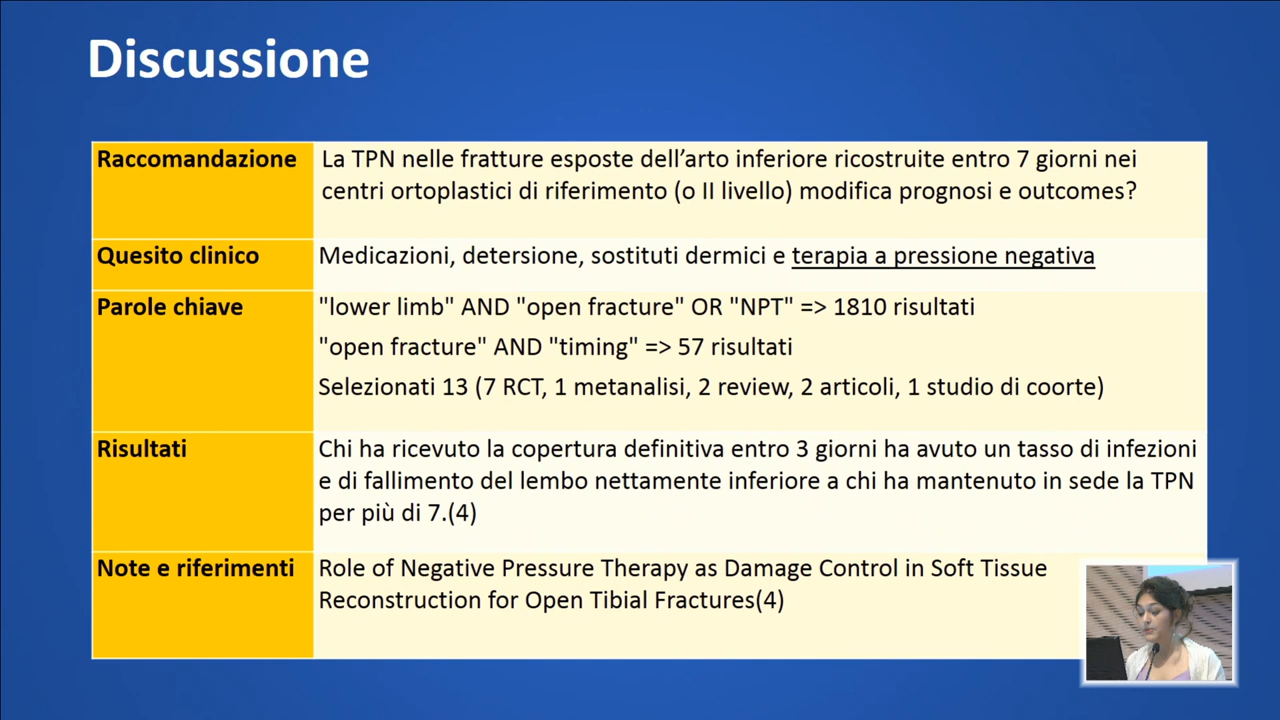 Discussione
Raccomandazione
La TPN nelle fratture esposte dell'arto inferiore ricostruite entro 7 giorni nei
centri ortoplastici di riferimento (o II livello) modifica prognosi e outcomes?
Quesito clinico
Medicazioni, detersione, sostituti dermici e terapia a pressione negativa
Parole chiave
"lower limb" AND "open fracture" OR "NPT" => 1810 risultati
"open fracture" AND "timing" => 57 risultati
Selezionati 13 (7 RCT, 1 metanalisi, 2 review, 2 articoli, 1 studio di coorte)
Risultati
Chi ha ricevuto la copertura definitiva entro 3 giorni ha avuto un tasso di infezioni
e di fallimento del lembo nettamente inferiore a chi ha mantenuto in sede la TPN
per più di 7.(4)
Note e riferimenti
Role of Negative Pressure Therapy as Damage Control in Soft Tissue
Reconstruction for Open Tibial Fractures(4)